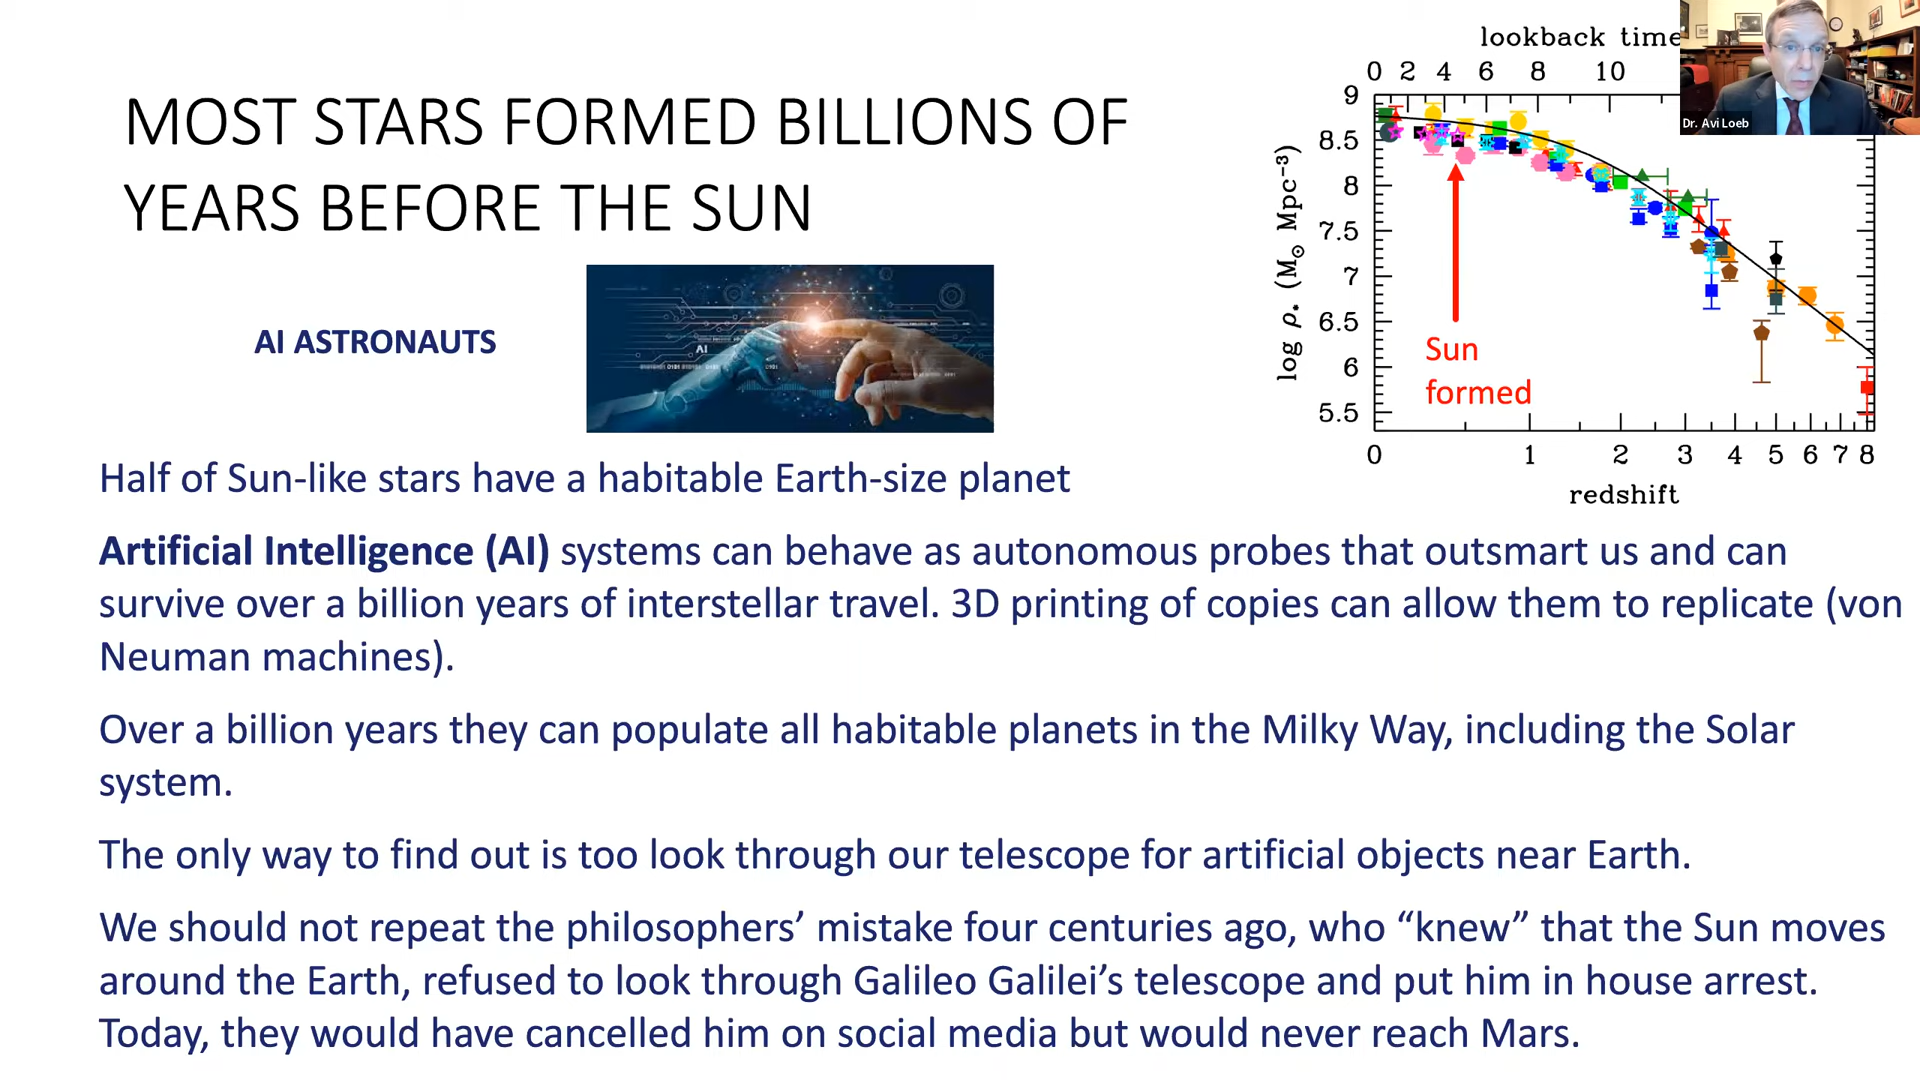 MOST STARS FORMED BILLIONS OF
YEARS BEFORE THE SUN
AI ASTRONAUTS
AI
lookback time
0 2 4 6 8 10
9
8.5
8
7.5
7
6.5
6
5.5
log ρ* (M☉ Mpc⁻³)
Sun
formed
0 1 2 3 4 5 6 7 8
redshift
Dr. Avi Loeb
Half of Sun-like stars have a habitable Earth-size planet
Artificial Intelligence (AI) systems can behave as autonomous probes that outsmart us and can
survive over a billion years of interstellar travel. 3D printing of copies can allow them to replicate (von
Neuman machines).
Over a billion years they can populate all habitable planets in the Milky Way, including the Solar
system.
The only way to find out is too look through our telescope for artificial objects near Earth.
We should not repeat the philosophers’ mistake four centuries ago, who “knew” that the Sun moves
around the Earth, refused to look through Galileo Galilei’s telescope and put him in house arrest.
Today, they would have cancelled him on social media but would never reach Mars.